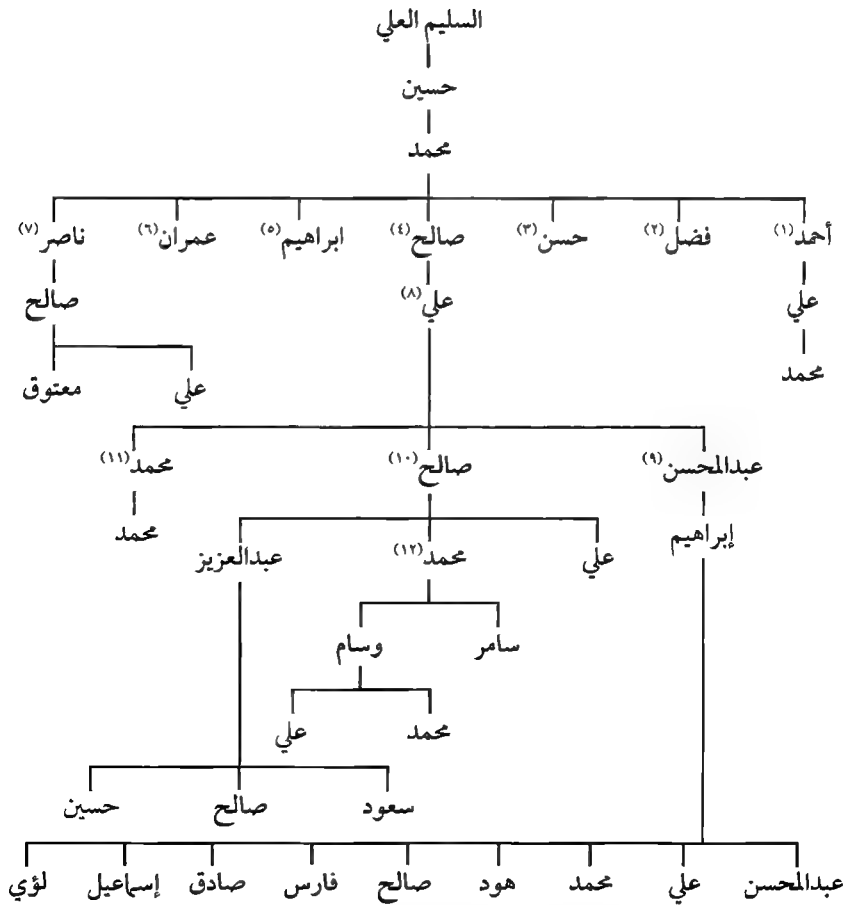 السليم العلي
حسين
محمد
أحمد(١) فضل(٢) حسن(٣) صالح(٤) ابراهيم(٥) عمران(٦) ناصر(٧)
علي علي(٨) صالح
محمد علي معتوق
عبدالمحسن(٩) صالح(١٠) محمد(١١)
إبراهيم محمد
علي محمد(١٢) عبدالعزيز
سامر وسام
محمد علي
سعود صالح حسين
عبدالمحسن علي محمد هود صالح فارس صادق إسماعيل لؤي